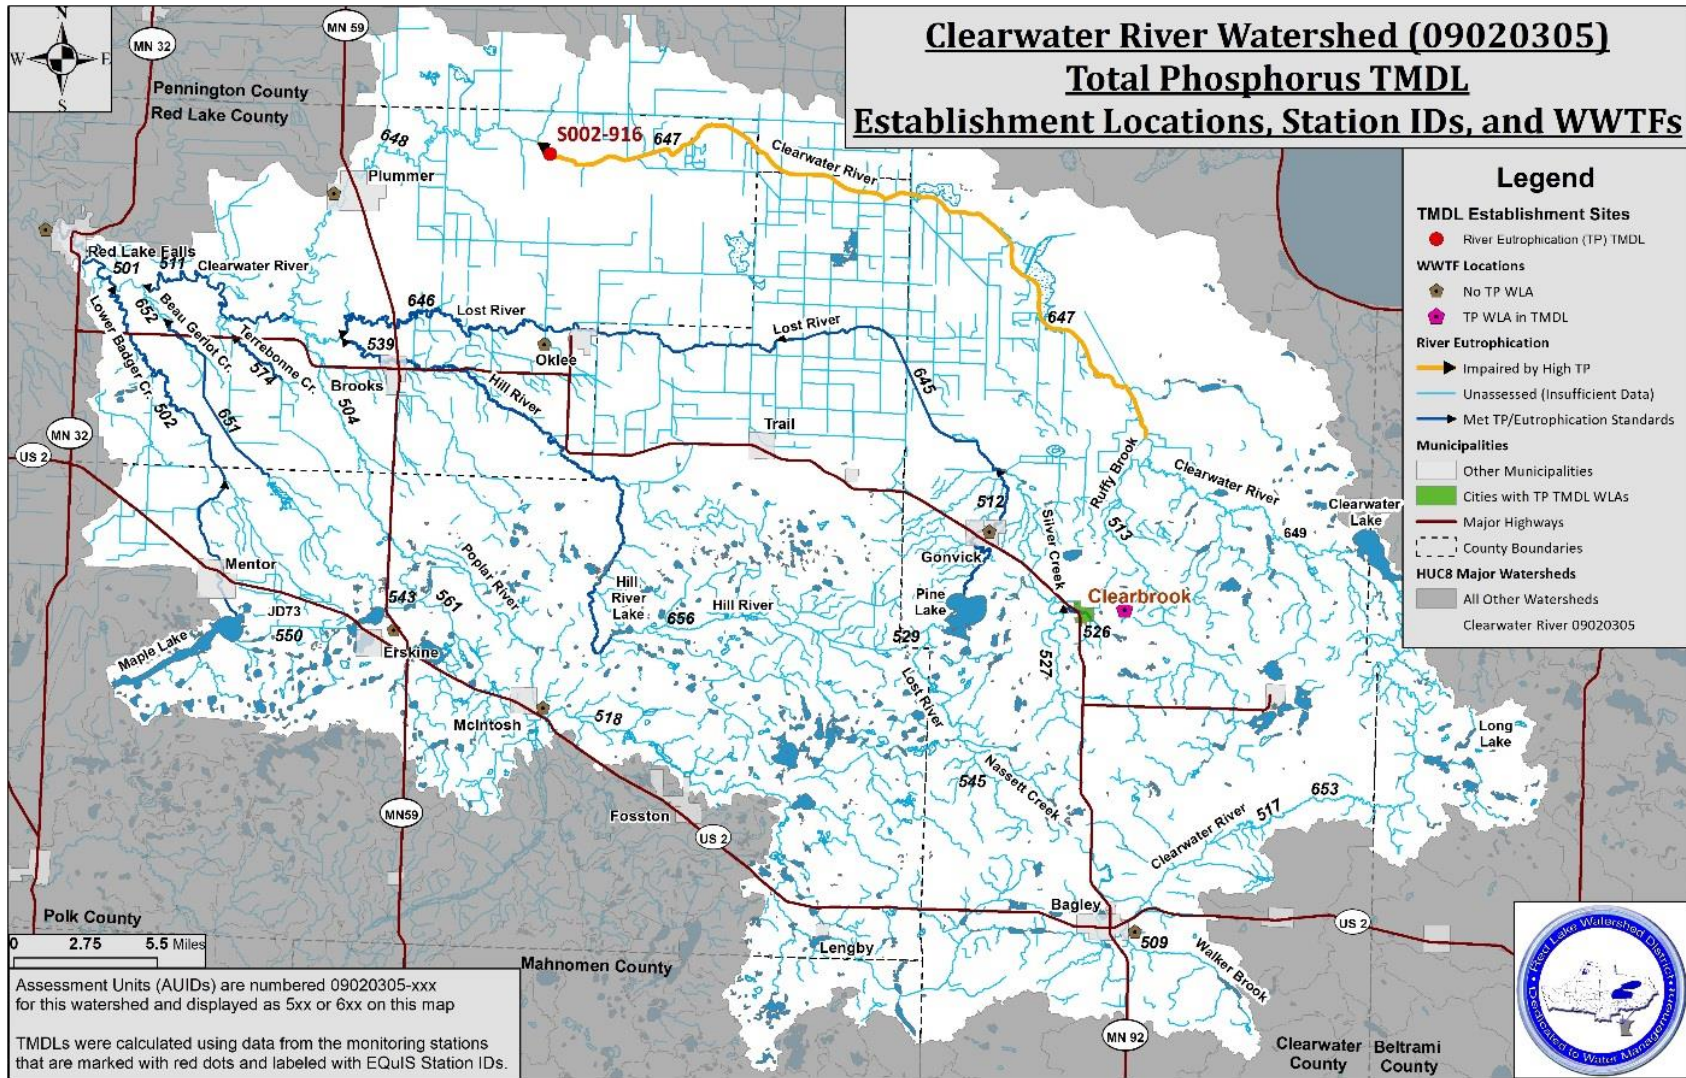 Clearwater River Watershed (09020305)
Total Phosphorus TMDL
Establishment Locations, Station IDs, and WWTFs
N
W
E
S
MN 32
MN 59
Pennington County
Red Lake County
S002-916
647
648
Clearwater River
Plummer
Red Lake Falls
501
511
Clearwater River
646
Lost River
Lost River
652
Beau Gerlot Cr.
Terrebonne Cr.
539
Oklee
647
Lower Badger Cr.
574
Brooks
Hill River
645
502
651
504
Trail
MN 32
US 2
Ruffy Brook
Clearwater River
512
Silver Creek
513
Clearwater
Lake
649
Gonvick
Mentor
Poplar River
Hill
River
Lake
543
561
Pine
Lake
Clearbrook
JD73
550
656
Hill River
529
526
Maple Lake
Erskine
527
Lost River
McIntosh
518
Long
Lake
545
Nassett Creek
653
517
Clearwater River
MN59
Fosston
US 2
Bagley
US 2
509
Walker Brook
Lengby
Polk County
Mahnomen County
MN 92
Clearwater
County
Beltrami
County
0 2.75 5.5 Miles
Assessment Units (AUIDs) are numbered 09020305-xxx
for this watershed and displayed as 5xx or 6xx on this map
TMDLs were calculated using data from the monitoring stations
that are marked with red dots and labeled with EQuIS Station IDs.
Legend
TMDL Establishment Sites
River Eutrophication (TP) TMDL
WWTF Locations
No TP WLA
TP WLA in TMDL
River Eutrophication
Impaired by High TP
Unassessed (Insufficient Data)
Met TP/Eutrophication Standards
Municipalities
Other Municipalities
Cities with TP TMDL WLAs
Major Highways
County Boundaries
HUC8 Major Watersheds
All Other Watersheds
Clearwater River 09020305
Red Lake Watershed District
Dedicated to Water Management